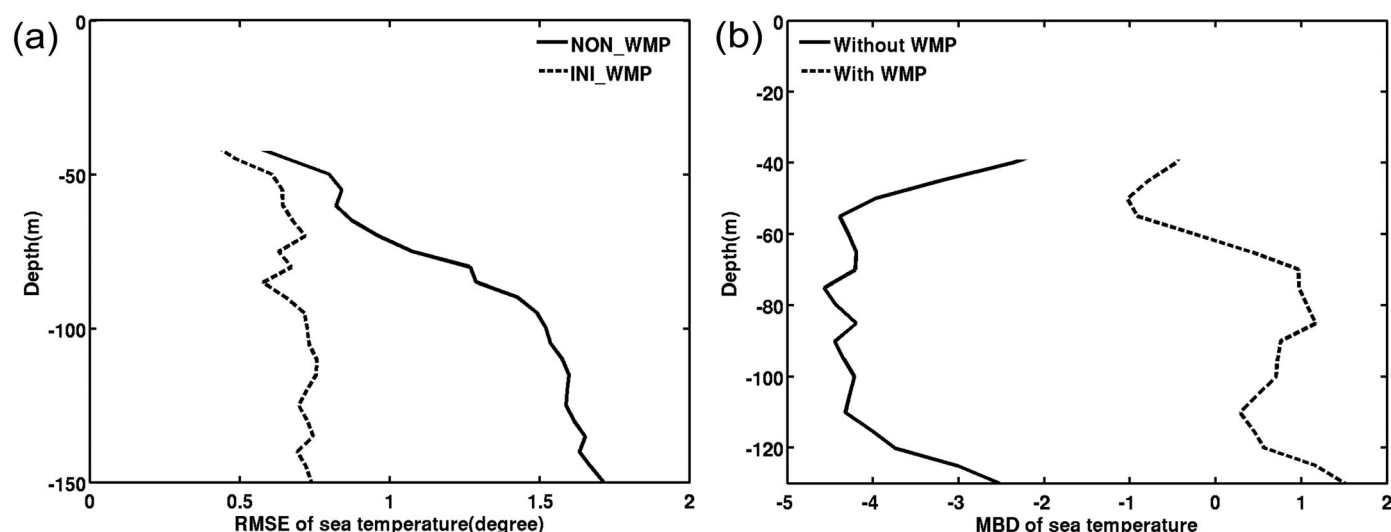 (a)
0
-50
-100
-150
Depth(m)
NON_WMP
INI_WMP
0 0.5 1 1.5 2
RMSE of sea temperature(degree)
(b)
0
-20
-40
-60
-80
-100
-120
Depth(m)
Without WMP
With WMP
-5 -4 -3 -2 -1 0 1 2
MBD of sea temperature